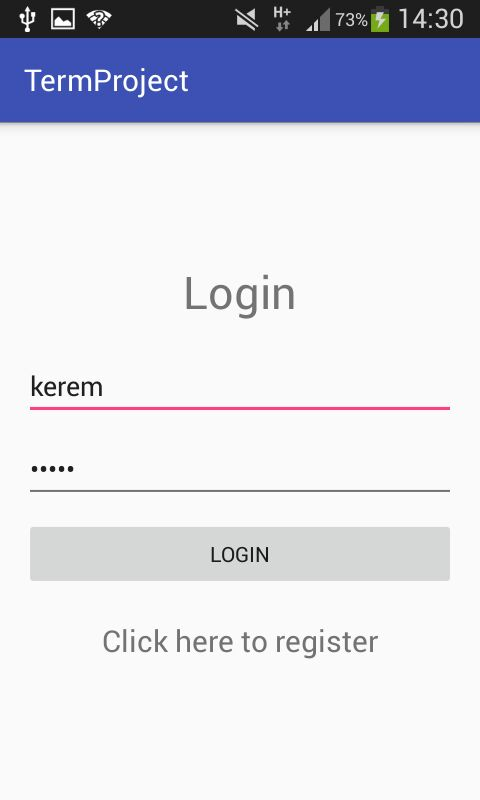 H+ 73% 14:30
TermProject
Login
kerem
•••••
LOGIN
Click here to register